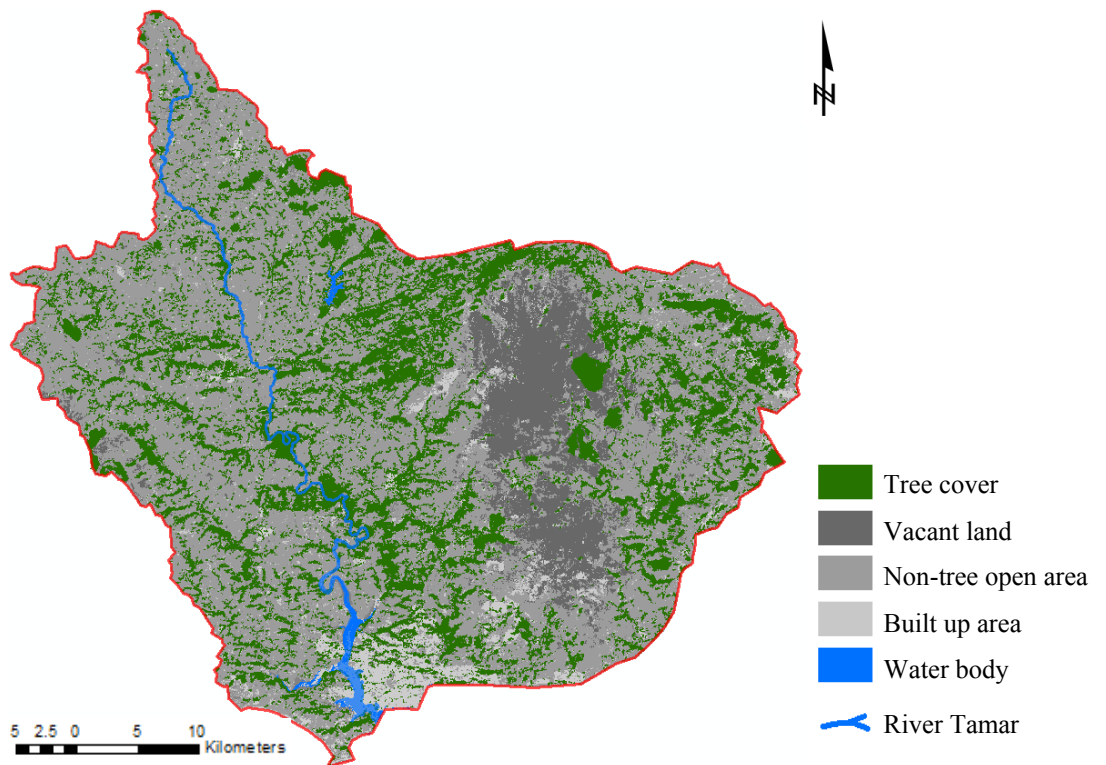 N
Tree cover
Vacant land
Non-tree open area
Built up area
Water body
River Tamar
5 2.5 0 5 10
Kilometers